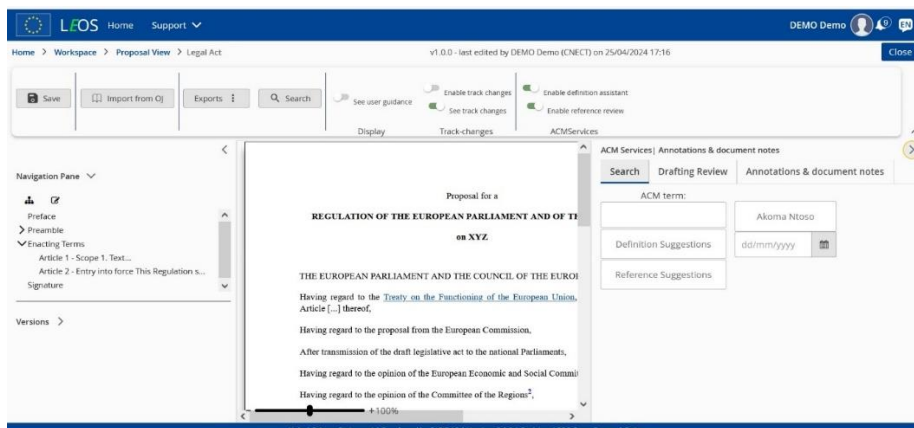 LEOS Home Support
DEMO Demo 9 EN
Home > Workspace > Proposal View > Legal Act
v1.0.0 - last edited by DEMO Demo (CNECT) on 25/04/2024 17:16
Close
Save
Import from OJ
Exports
Search
See user guidance
Display
Enable track changes
See track changes
Track-changes
Enable definition assistant
Enable reference review
ACMServices
Navigation Pane
Preface
Preamble
Enacting Terms
Article 1 - Scope 1. Text...
Article 2 - Entry into force This Regulation s...
Signature
Versions
Proposal for a
REGULATION OF THE EUROPEAN PARLIAMENT AND OF TH
on XYZ
THE EUROPEAN PARLIAMENT AND THE COUNCIL OF THE EUROP
Having regard to the Treaty on the Functioning of the European Union,
Article [...] thereof,
Having regard to the proposal from the European Commission,
After transmission of the draft legislative act to the national Parliaments,
Having regard to the opinion of the European Economic and Social Commit
Having regard to the opinion of the Committee of the Regions²,
+100%
ACM Services| Annotations & document notes
Search Drafting Review Annotations & document notes
ACM term:
Akoma Ntoso
Definition Suggestions
dd/mm/yyyy
Reference Suggestions